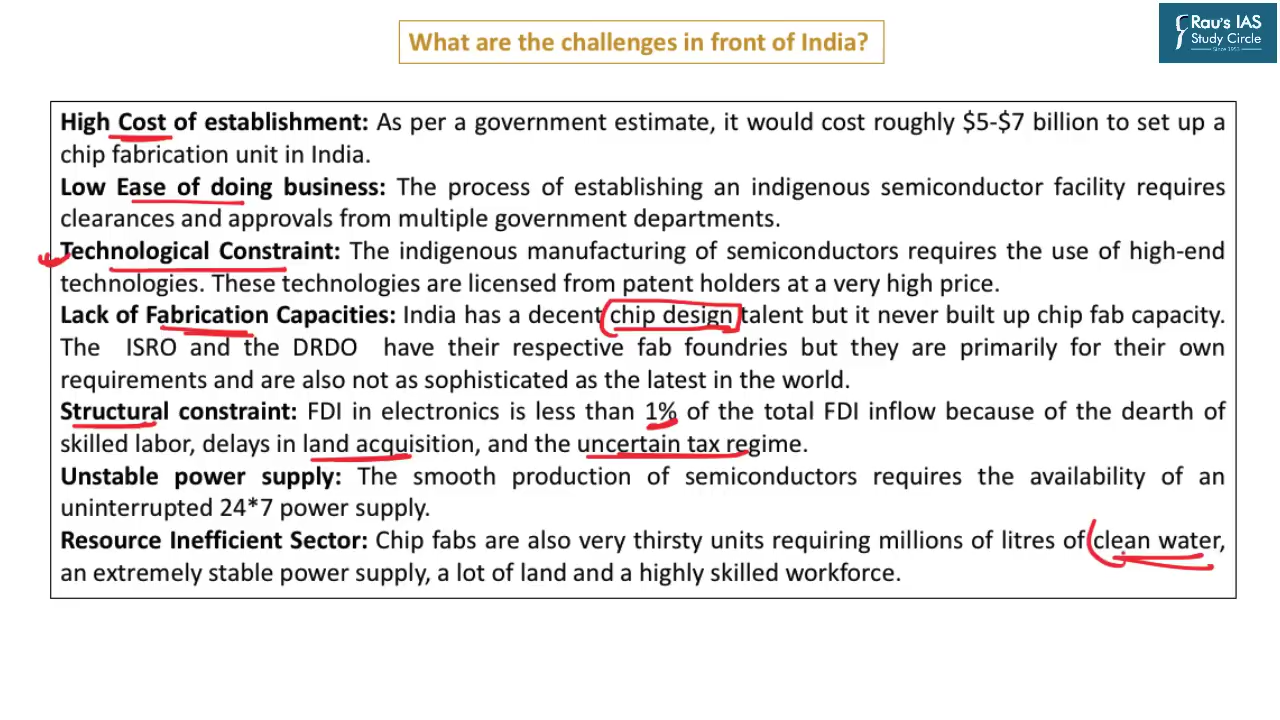 What are the challenges in front of India?
Rau's IAS
Study Circle
Since 1953
High Cost of establishment: As per a government estimate, it would cost roughly $5-$7 billion to set up a
chip fabrication unit in India.
Low Ease of doing business: The process of establishing an indigenous semiconductor facility requires
clearances and approvals from multiple government departments.
Technological Constraint: The indigenous manufacturing of semiconductors requires the use of high-end
technologies. These technologies are licensed from patent holders at a very high price.
Lack of Fabrication Capacities: India has a decent chip design talent but it never built up chip fab capacity.
The ISRO and the DRDO have their respective fab foundries but they are primarily for their own
requirements and are also not as sophisticated as the latest in the world.
Structural constraint: FDI in electronics is less than 1% of the total FDI inflow because of the dearth of
skilled labor, delays in land acquisition, and the uncertain tax regime.
Unstable power supply: The smooth production of semiconductors requires the availability of an
uninterrupted 24*7 power supply.
Resource Inefficient Sector: Chip fabs are also very thirsty units requiring millions of litres of clean water,
an extremely stable power supply, a lot of land and a highly skilled workforce.